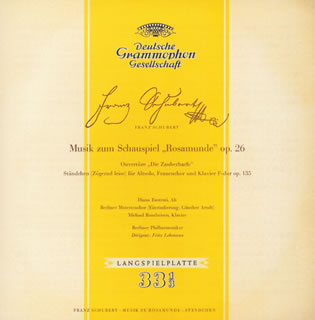 Deutsche
Grammophon
Gesellschaft
Franz Schubert
FRANZ SCHUBERT
Musik zum Schauspiel „Rosamunde” op. 26
Ouvertüre „Die Zauberharfe”
Ständchen (Zögernd leise) für Altsolo, Frauenchor und Klavier F-dur op. 135
Diana Eustrati, Alt
Berliner Motettenchor (Einstudierung: Günther Arndt)
Michael Raucheisen, Klavier
Berliner Philharmoniker
Dirigent: Fritz Lehmann
LANGSPIELPLATTE
33⅓
FRANZ SCHUBERT · MUSIK ZU ROSAMUNDE · STÄNDCHEN